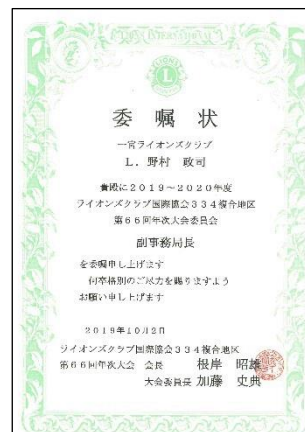 LIONS INTERNATIONAL
L
委嘱状
一宮ライオンズクラブ
L. 野村 政司
貴殿に2019～2020年度
ライオンズクラブ国際協会334複合地区
第66回年次大会委員会
副事務局長
を委嘱申し上げます
何卒格別のご尽力を賜りますよう
お願い申し上げます
2019年10月2日
ライオンズクラブ国際協会334複合地区
第66回年次大会 会長 根岸 昭雄
大会委員長 加藤 史典